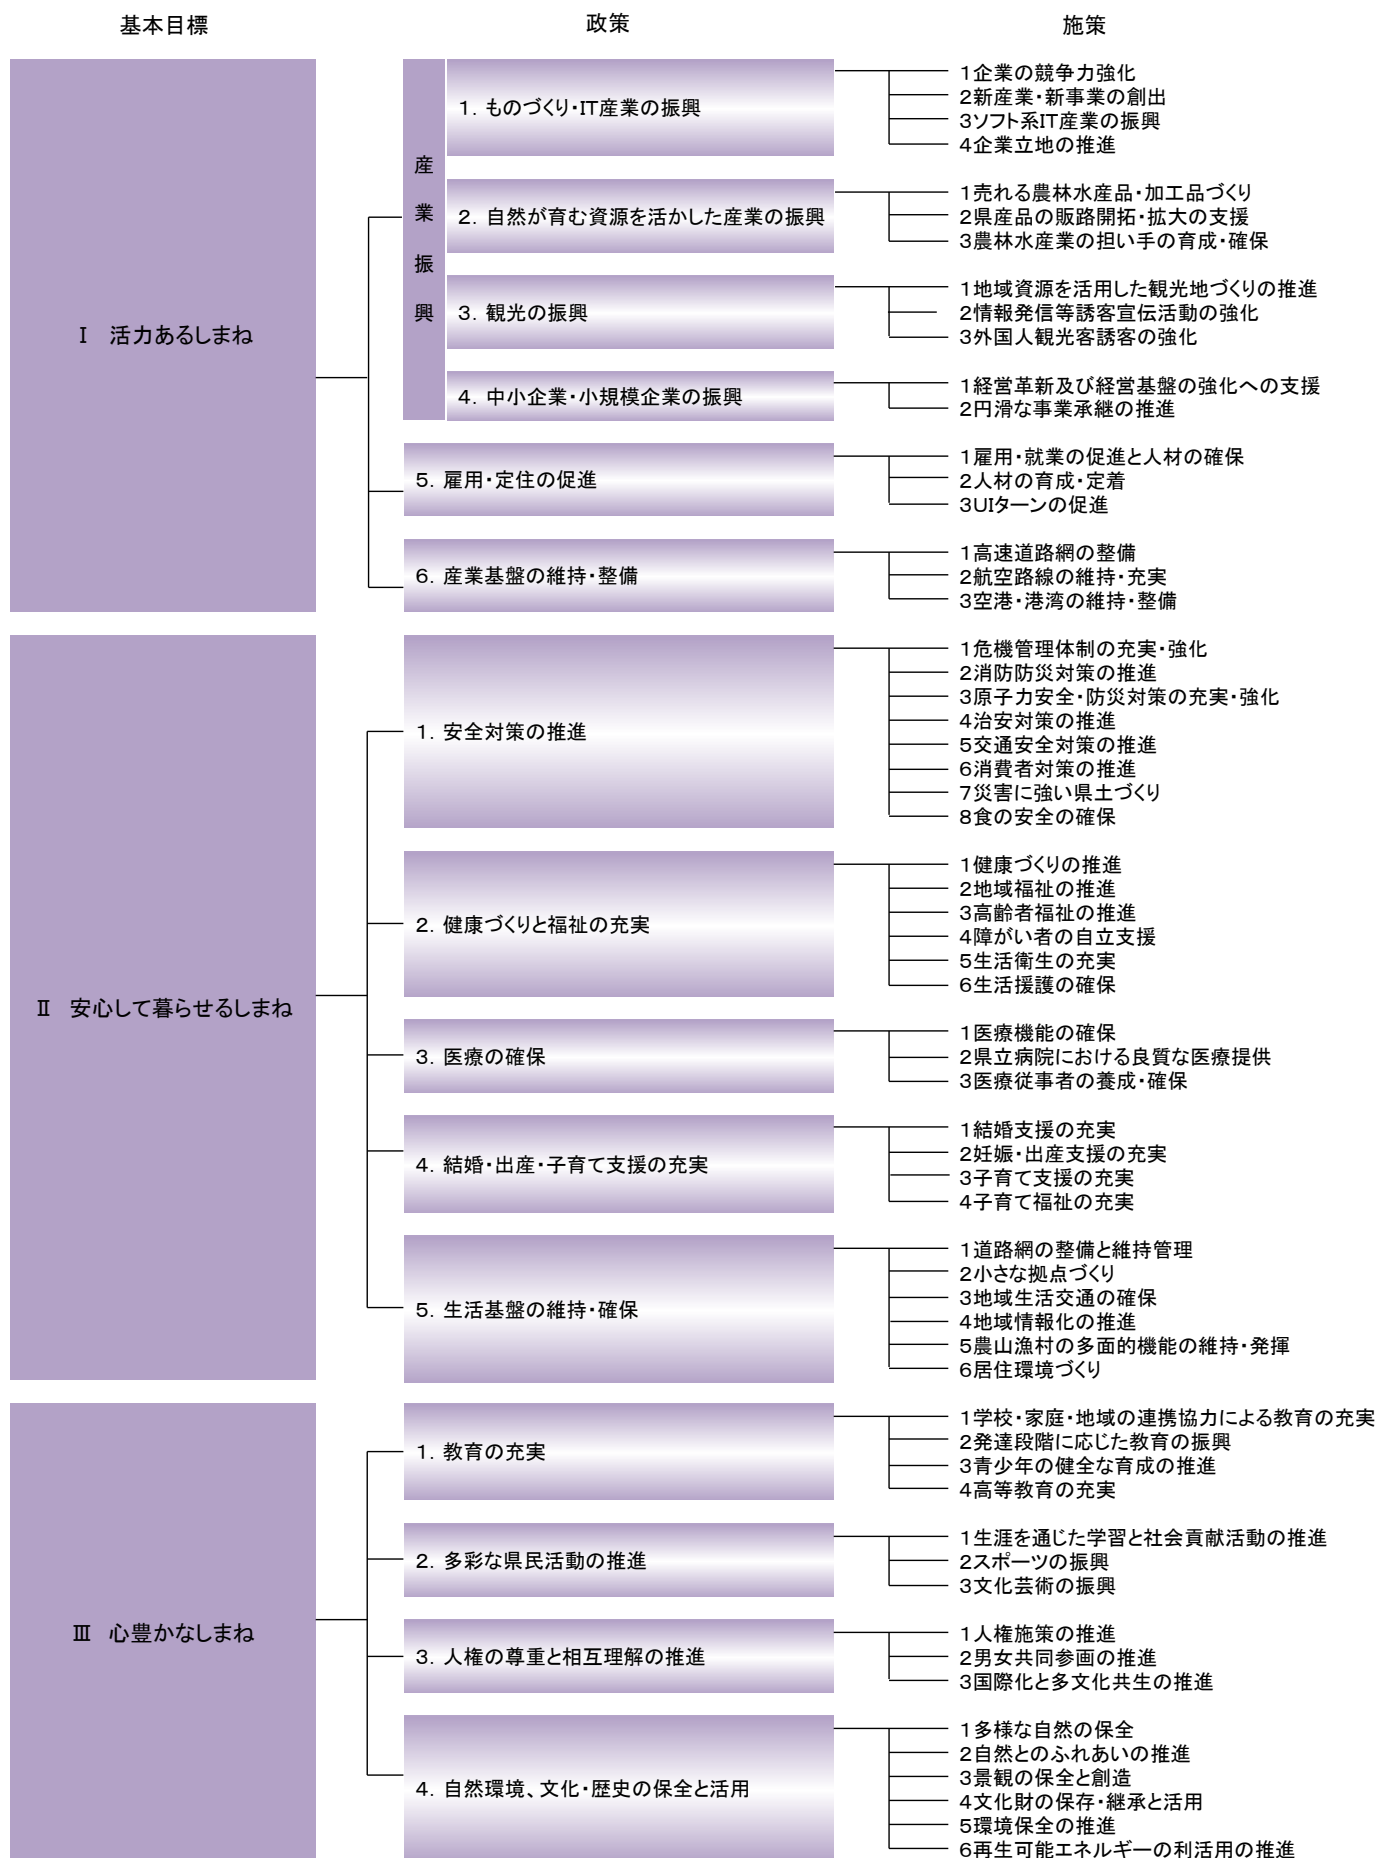 基本目標　政策　施策
Ⅰ　活力あるしまね
産業振興
１．ものづくり・IT産業の振興
１企業の競争力強化
２新産業・新事業の創出
３ソフト系IT産業の振興
４企業立地の推進
２．自然が育む資源を活かした産業の振興
１売れる農林水産品・加工品づくり
２県産品の販路開拓・拡大の支援
３農林水産業の担い手の育成・確保
３．観光の振興
１地域資源を活用した観光地づくりの推進
２情報発信等誘客宣伝活動の強化
３外国人観光客誘客の強化
４．中小企業・小規模企業の振興
１経営革新及び経営基盤の強化への支援
２円滑な事業承継の推進
５．雇用・定住の促進
１雇用・就業の促進と人材の確保
２人材の育成・定着
３UIターンの促進
６．産業基盤の維持・整備
１高速道路網の整備
２航空路線の維持・充実
３空港・港湾の維持・整備
Ⅱ　安心して暮らせるしまね
１．安全対策の推進
１危機管理体制の充実・強化
２消防防災対策の推進
３原子力安全・防災対策の充実・強化
４治安対策の推進
５交通安全対策の推進
６消費者対策の推進
７災害に強い県土づくり
８食の安全の確保
２．健康づくりと福祉の充実
１健康づくりの推進
２地域福祉の推進
３高齢者福祉の推進
４障がい者の自立支援
５生活衛生の充実
６生活援護の確保
３．医療の確保
１医療機能の確保
２県立病院における良質な医療提供
３医療従事者の養成・確保
４．結婚・出産・子育て支援の充実
１結婚支援の充実
２妊娠・出産支援の充実
３子育て支援の充実
４子育て福祉の充実
５．生活基盤の維持・確保
１道路網の整備と維持管理
２小さな拠点づくり
３地域生活交通の確保
４地域情報化の推進
５農山漁村の多面的機能の維持・発揮
６居住環境づくり
Ⅲ　心豊かなしまね
１．教育の充実
１学校・家庭・地域の連携協力による教育の充実
２発達段階に応じた教育の振興
３青少年の健全な育成の推進
４高等教育の充実
２．多彩な県民活動の推進
１生涯を通じた学習と社会貢献活動の推進
２スポーツの振興
３文化芸術の振興
３．人権の尊重と相互理解の推進
１人権施策の推進
２男女共同参画の推進
３国際化と多文化共生の推進
４．自然環境、文化・歴史の保全と活用
１多様な自然の保全
２自然とのふれあいの推進
３景観の保全と創造
４文化財の保存・継承と活用
５環境保全の推進
６再生可能エネルギーの利活用の推進